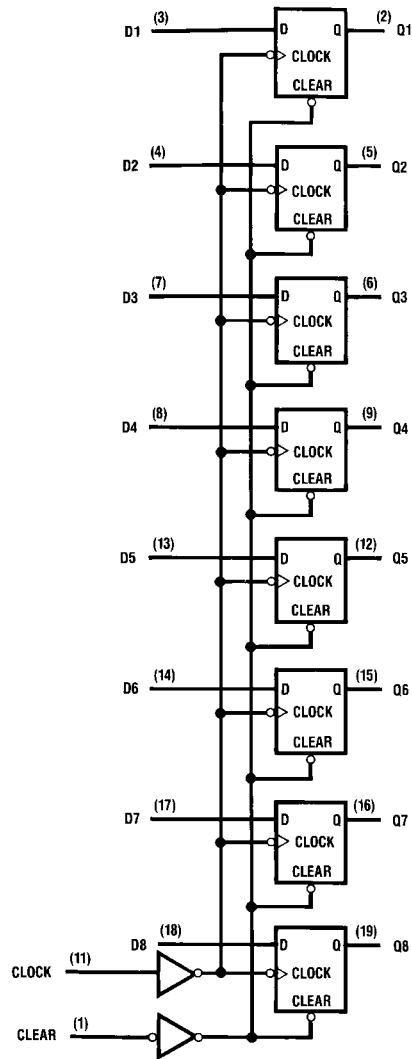 D1 (3) D Q (2) Q1
CLOCK
CLEAR
D2 (4) D Q (5) Q2
CLOCK
CLEAR
D3 (7) D Q (6) Q3
CLOCK
CLEAR
D4 (8) D Q (9) Q4
CLOCK
CLEAR
D5 (13) D Q (12) Q5
CLOCK
CLEAR
D6 (14) D Q (15) Q6
CLOCK
CLEAR
D7 (17) D Q (16) Q7
CLOCK
CLEAR
D8 (18) D Q (19) Q8
CLOCK (11) CLOCK
CLEAR
CLEAR (1)